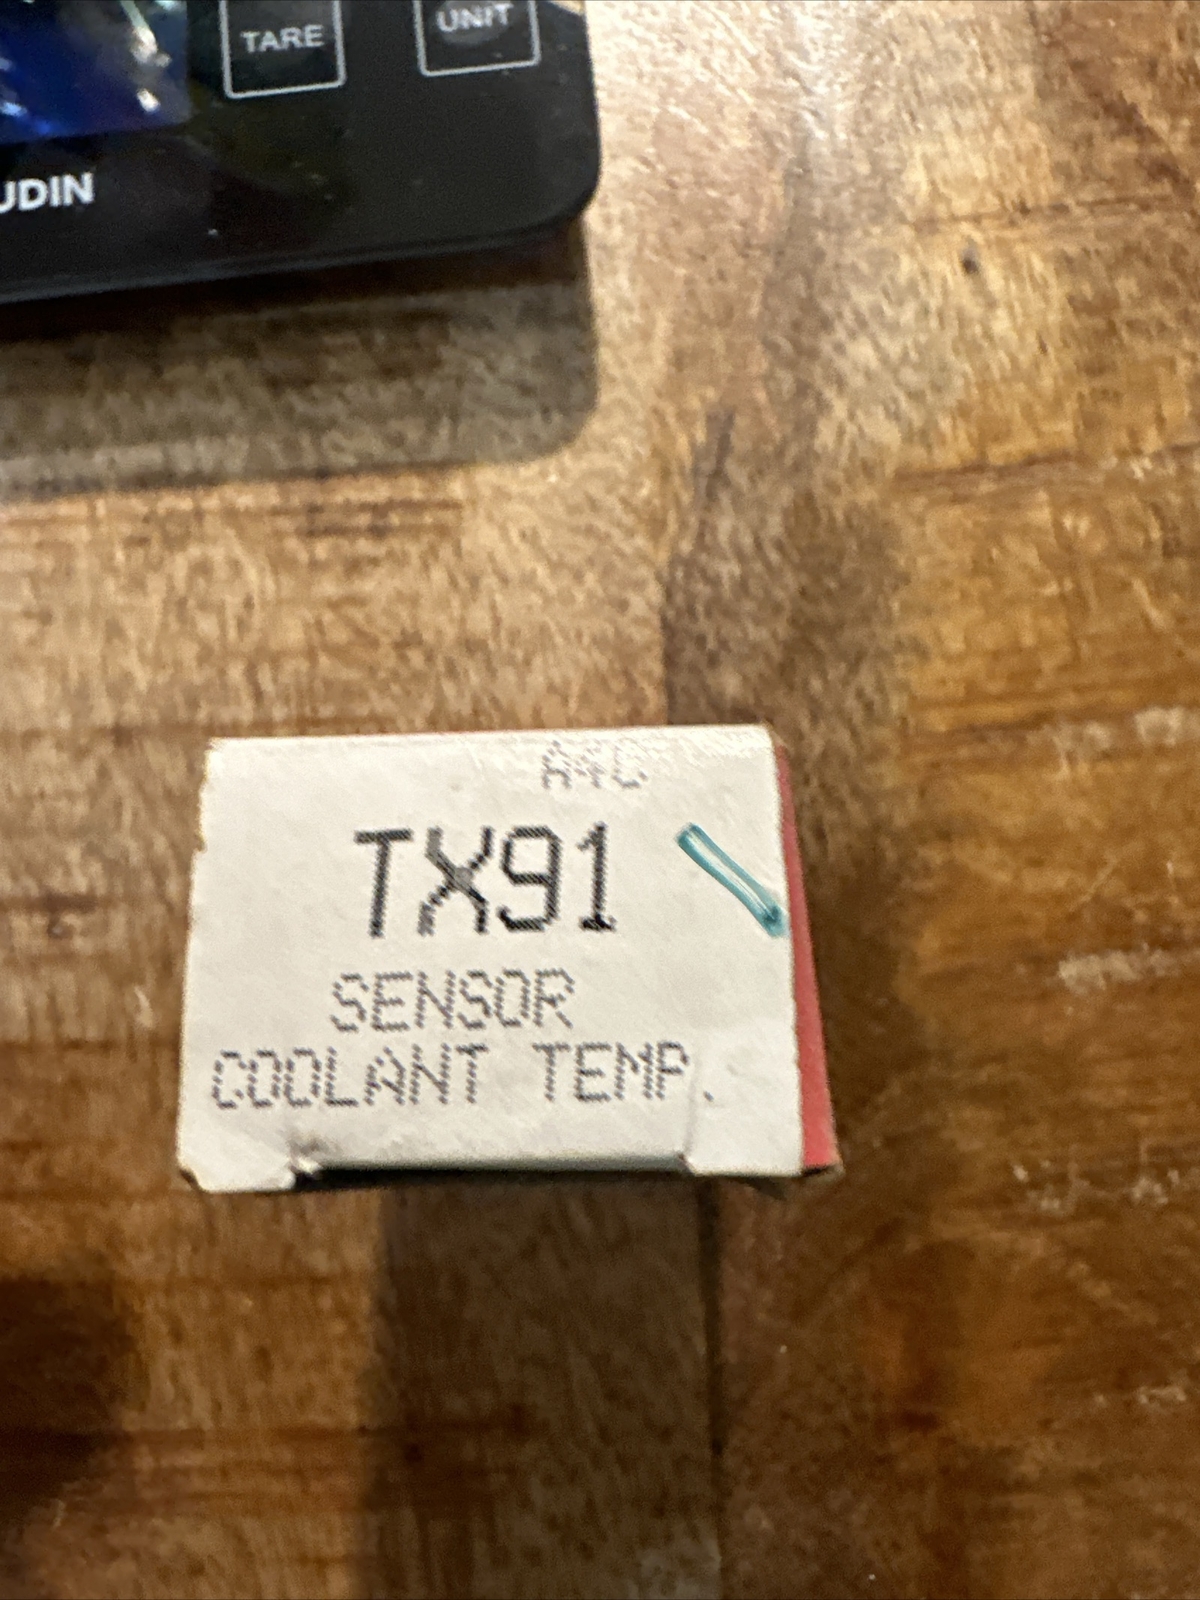 TARE
UNIT
UDIN
A4C
TX91
SENSOR
COOLANT TEMP.